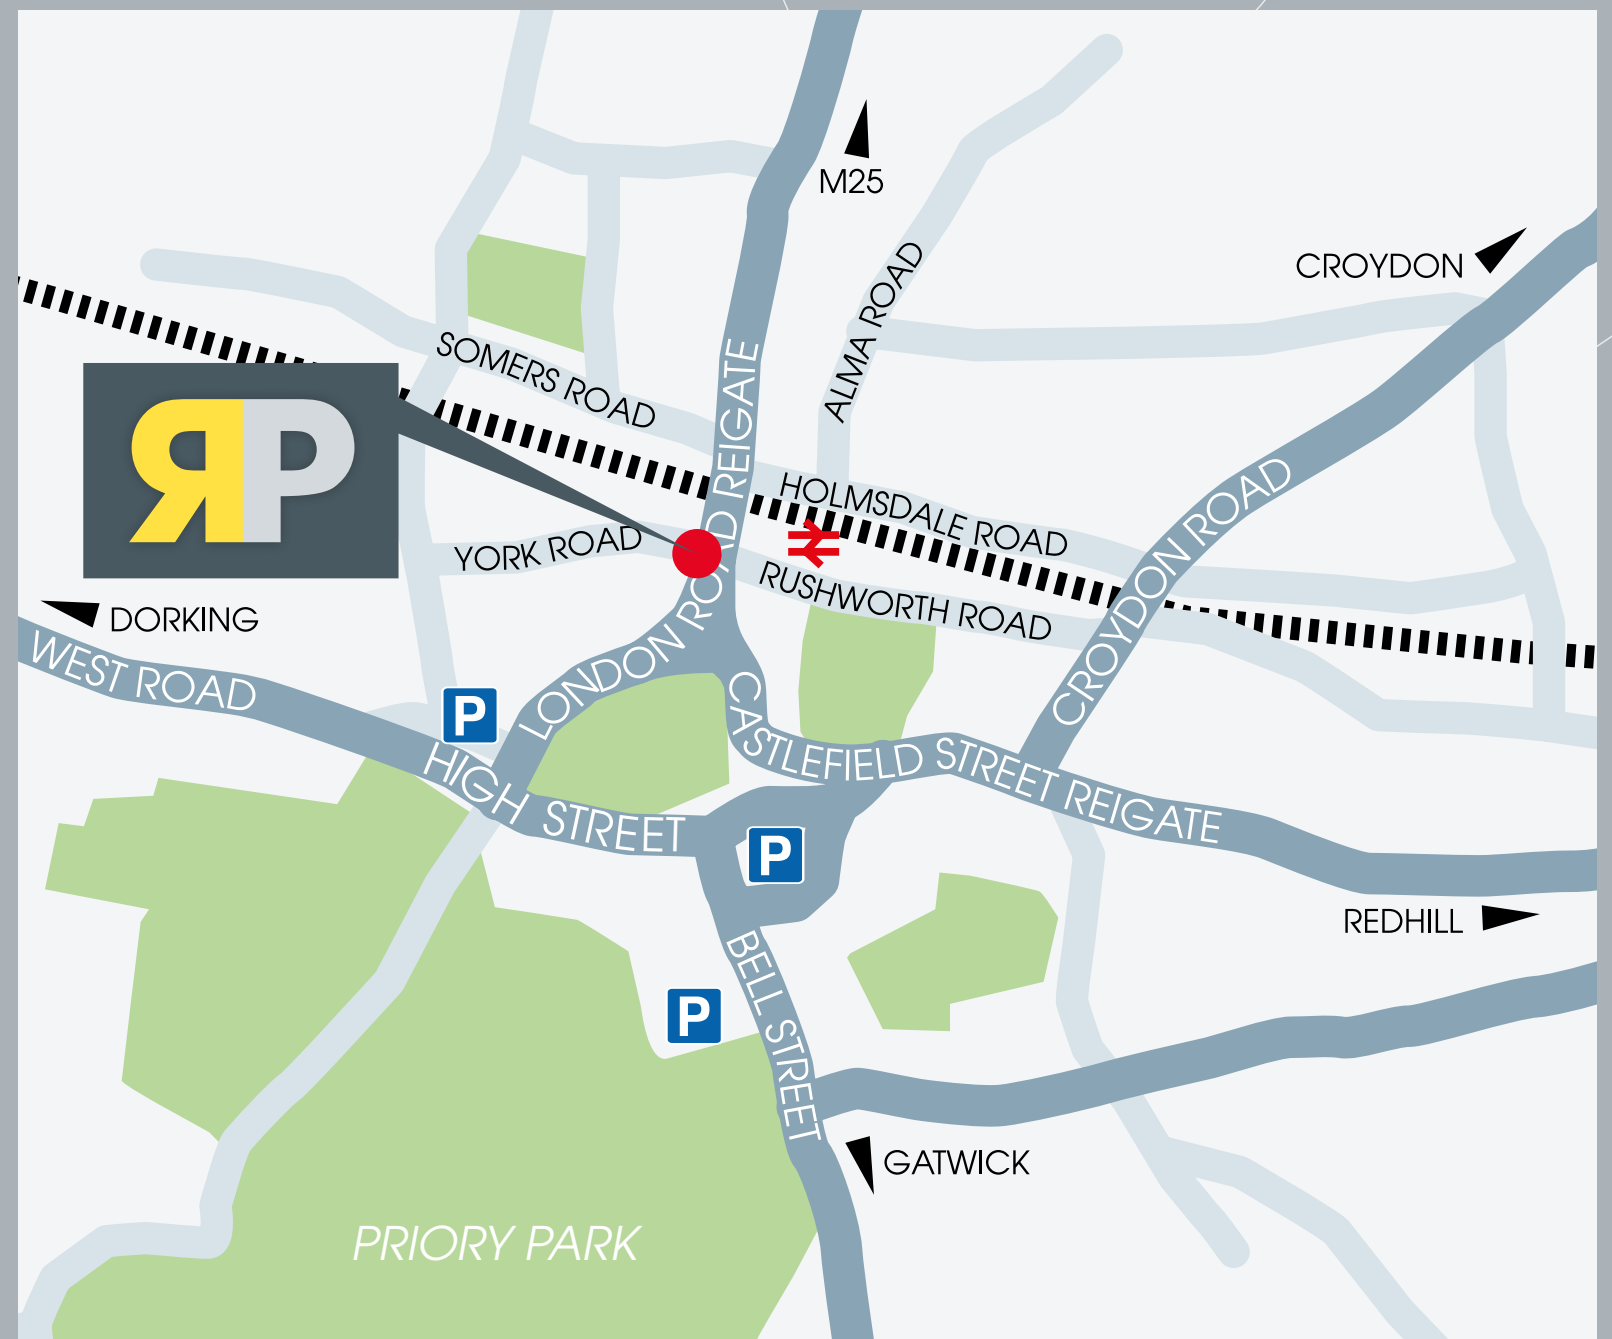 M25
CROYDON
ALMA ROAD
SOMERS ROAD
LONDON ROAD REIGATE
RP
HOLMSDALE ROAD
CROYDON ROAD
YORK ROAD
RUSHWORTH ROAD
DORKING
WEST ROAD
P
HIGH STREET
CASTLEFIELD STREET REIGATE
P
REDHILL
BELL STREET
P
GATWICK
PRIORY PARK